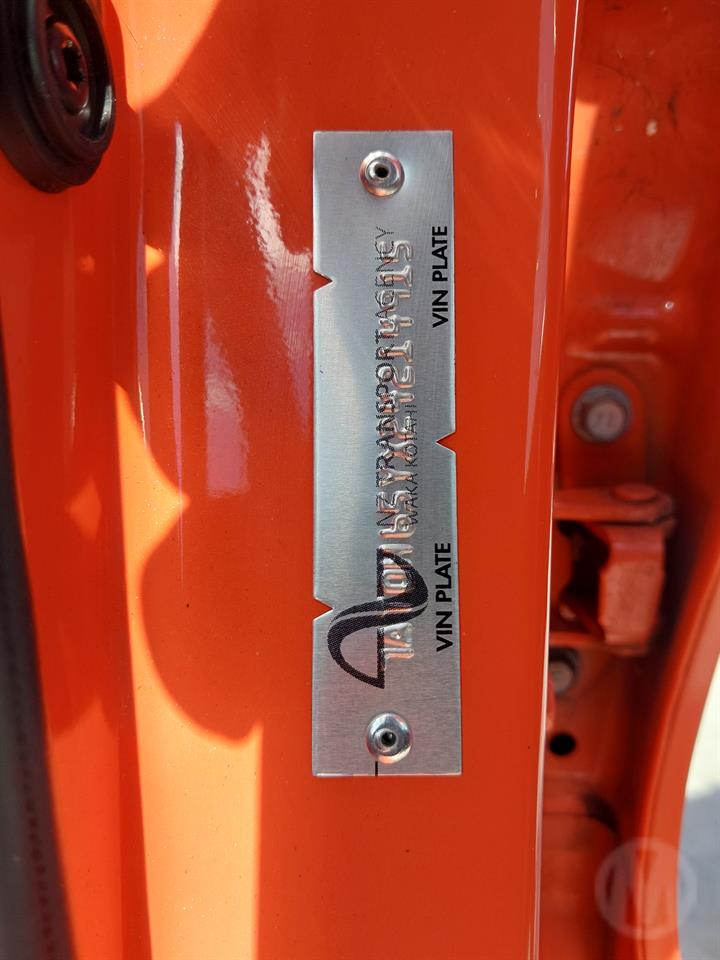 NZ TRANSPORT AGENCY
WAKA KOTAHI
VIN PLATE VIN PLATE
M